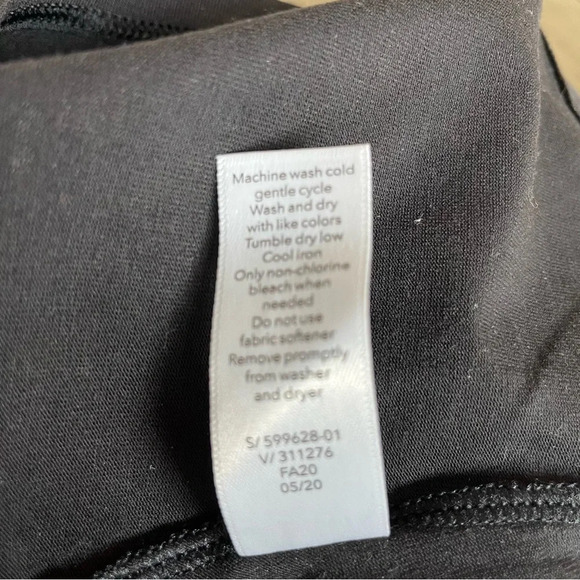 Machine wash cold
gentle cycle
Wash and dry
with like colors
Tumble dry low
Cool iron
Only non-chlorine
bleach when
needed
Do not use
fabric softener
Remove promptly
from washer
and dryer
S/ 599628-01
V/ 311276
FA20
05/20